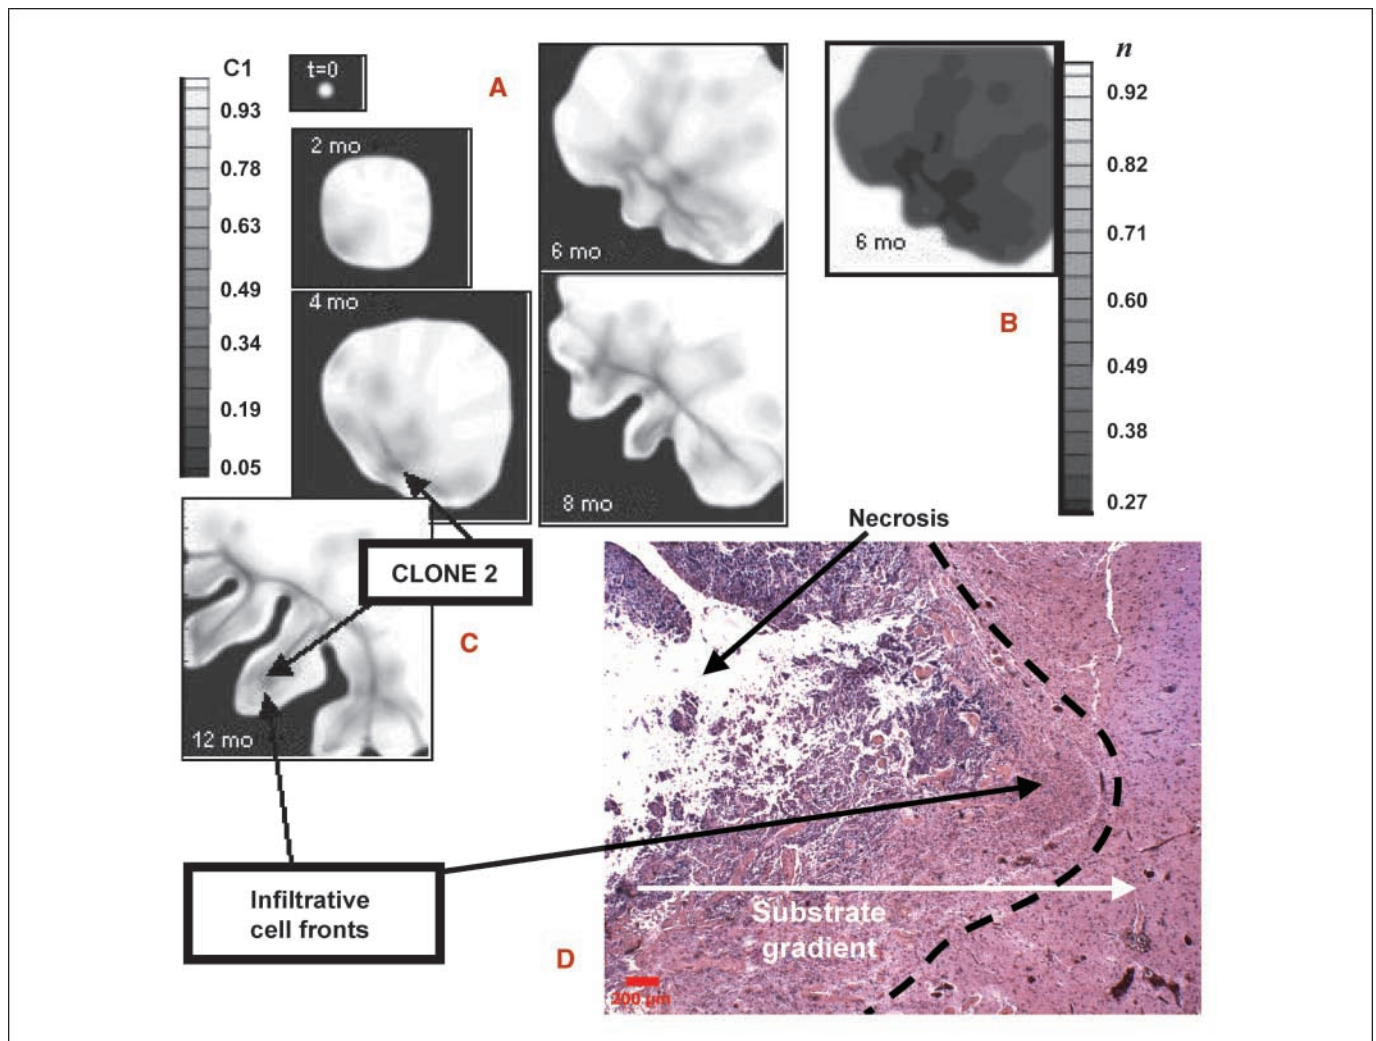 C1
0.93
0.78
0.63
0.49
0.34
0.19
0.05
t=0
A
2 mo
4 mo
6 mo
8 mo
6 mo
B
n
0.92
0.82
0.71
0.60
0.49
0.38
0.27
CLONE 2
C
12 mo
Infiltrative
cell fronts
Necrosis
Substrate
gradient
D
200 µm